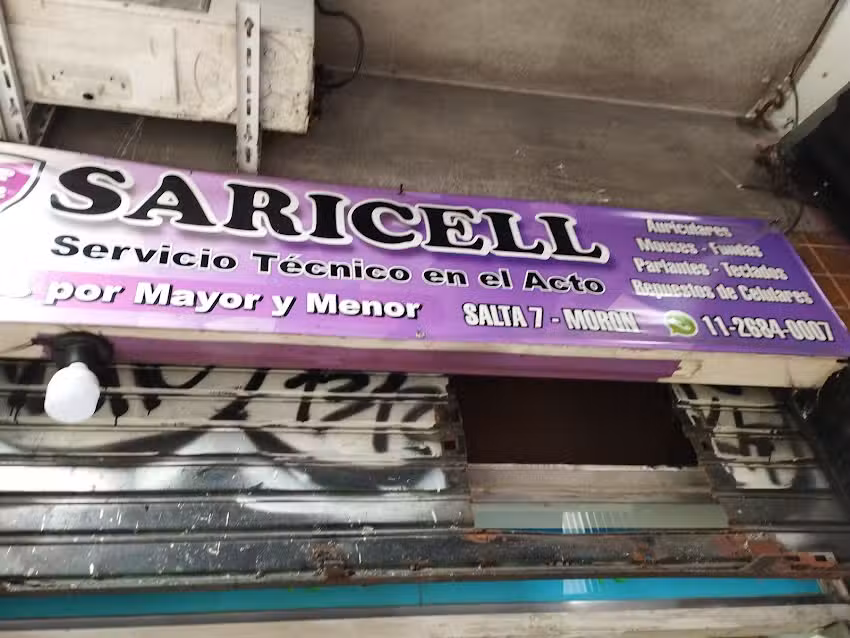 SARICELL
Servicio Técnico en el Acto
por Mayor y Menor
SALTA 7 - MORON
11-2684-0007
Auriculares
Mouses - Fundas
Parlantes - Teclados
Repuestos de Celulares